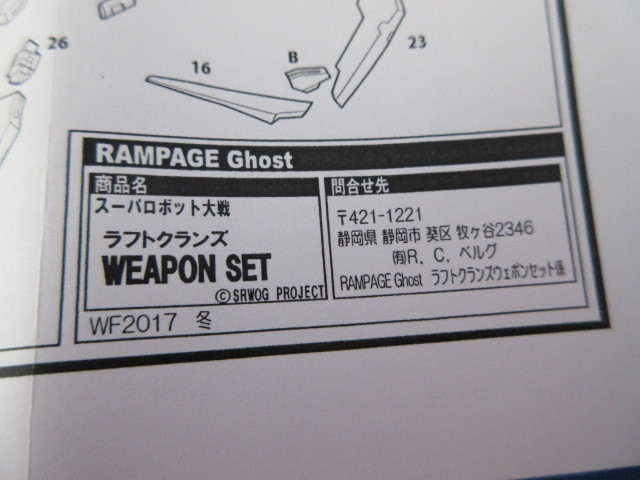 26
16
B
23
RAMPAGE Ghost
商品名
スーパロボット大戦
ラフトクランズ
WEAPON SET
©SRWOG PROJECT
問合せ先
〒421-1221
静岡県 静岡市 葵区 牧ヶ谷2346
㈲R．C．ベルグ
RAMPAGE Ghost ラフトクランズウェポンセット係
WF2017 冬